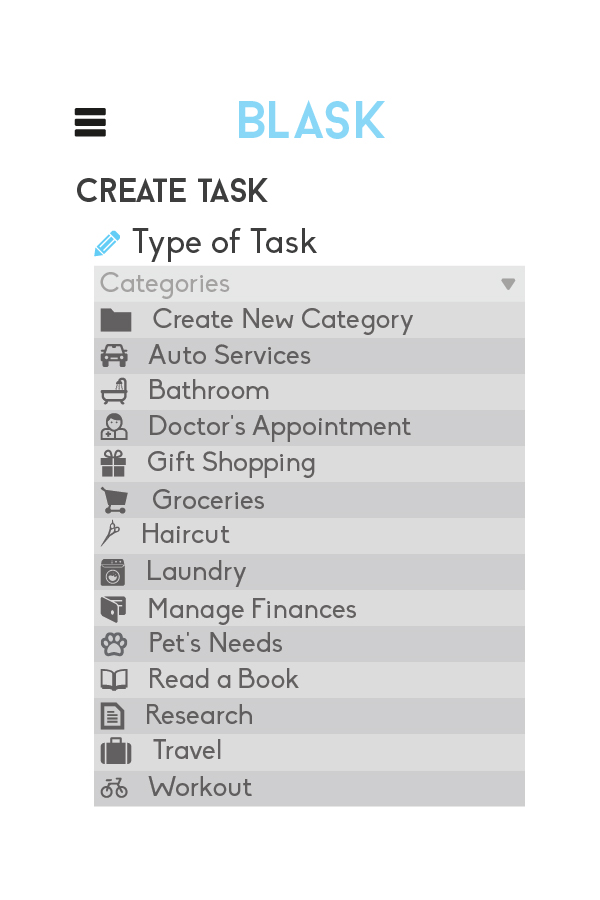 BLASK
CREATE TASK
Type of Task
Categories
Create New Category
Auto Services
Bathroom
Doctor's Appointment
Gift Shopping
Groceries
Haircut
Laundry
Manage Finances
Pet's Needs
Read a Book
Research
Travel
Workout